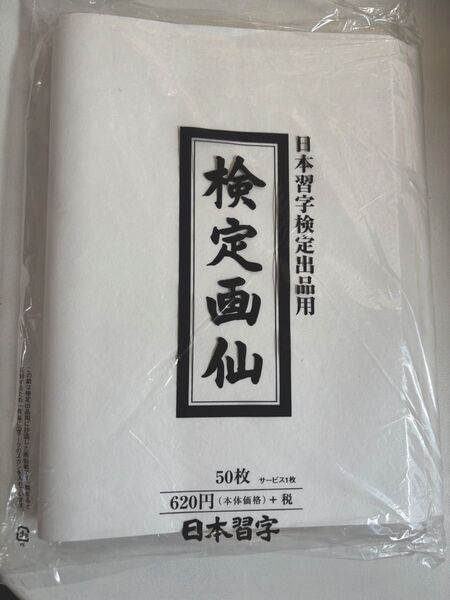 日本習字検定出品用
検定画仙
50枚 サービス1枚
620円(本体価格)+税
日本習字